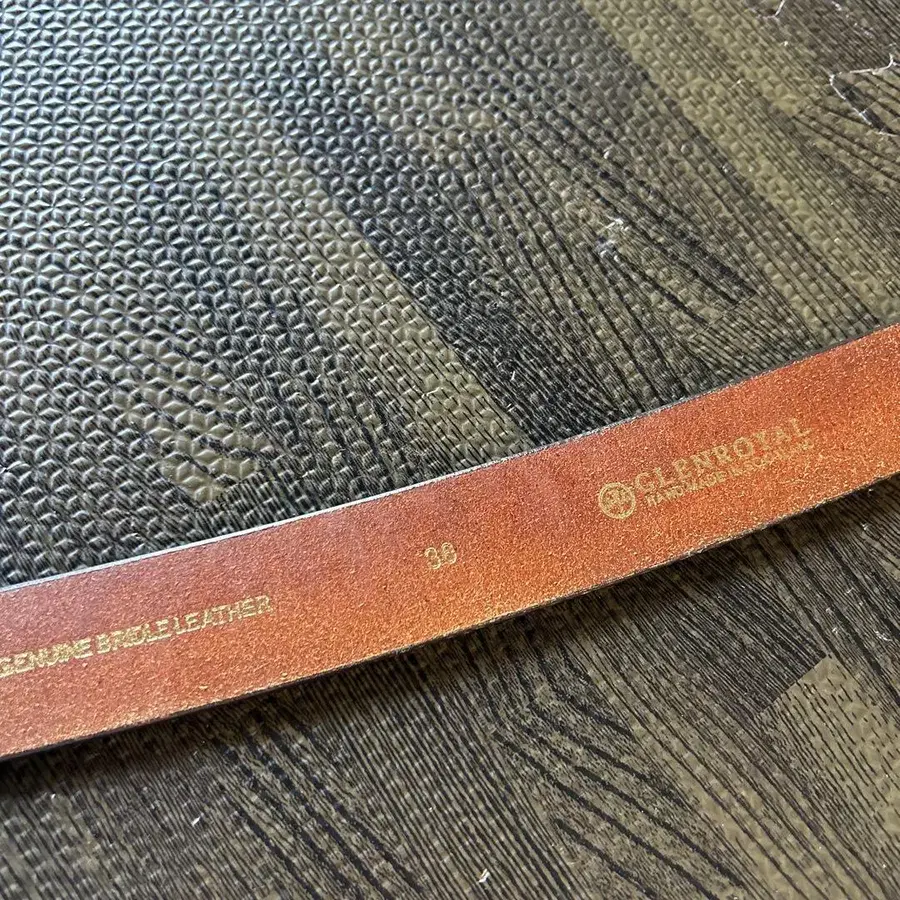 GENUINE BRIDLE LEATHER
36
GLENROYAL
HANDMADE IN SCOTLAND